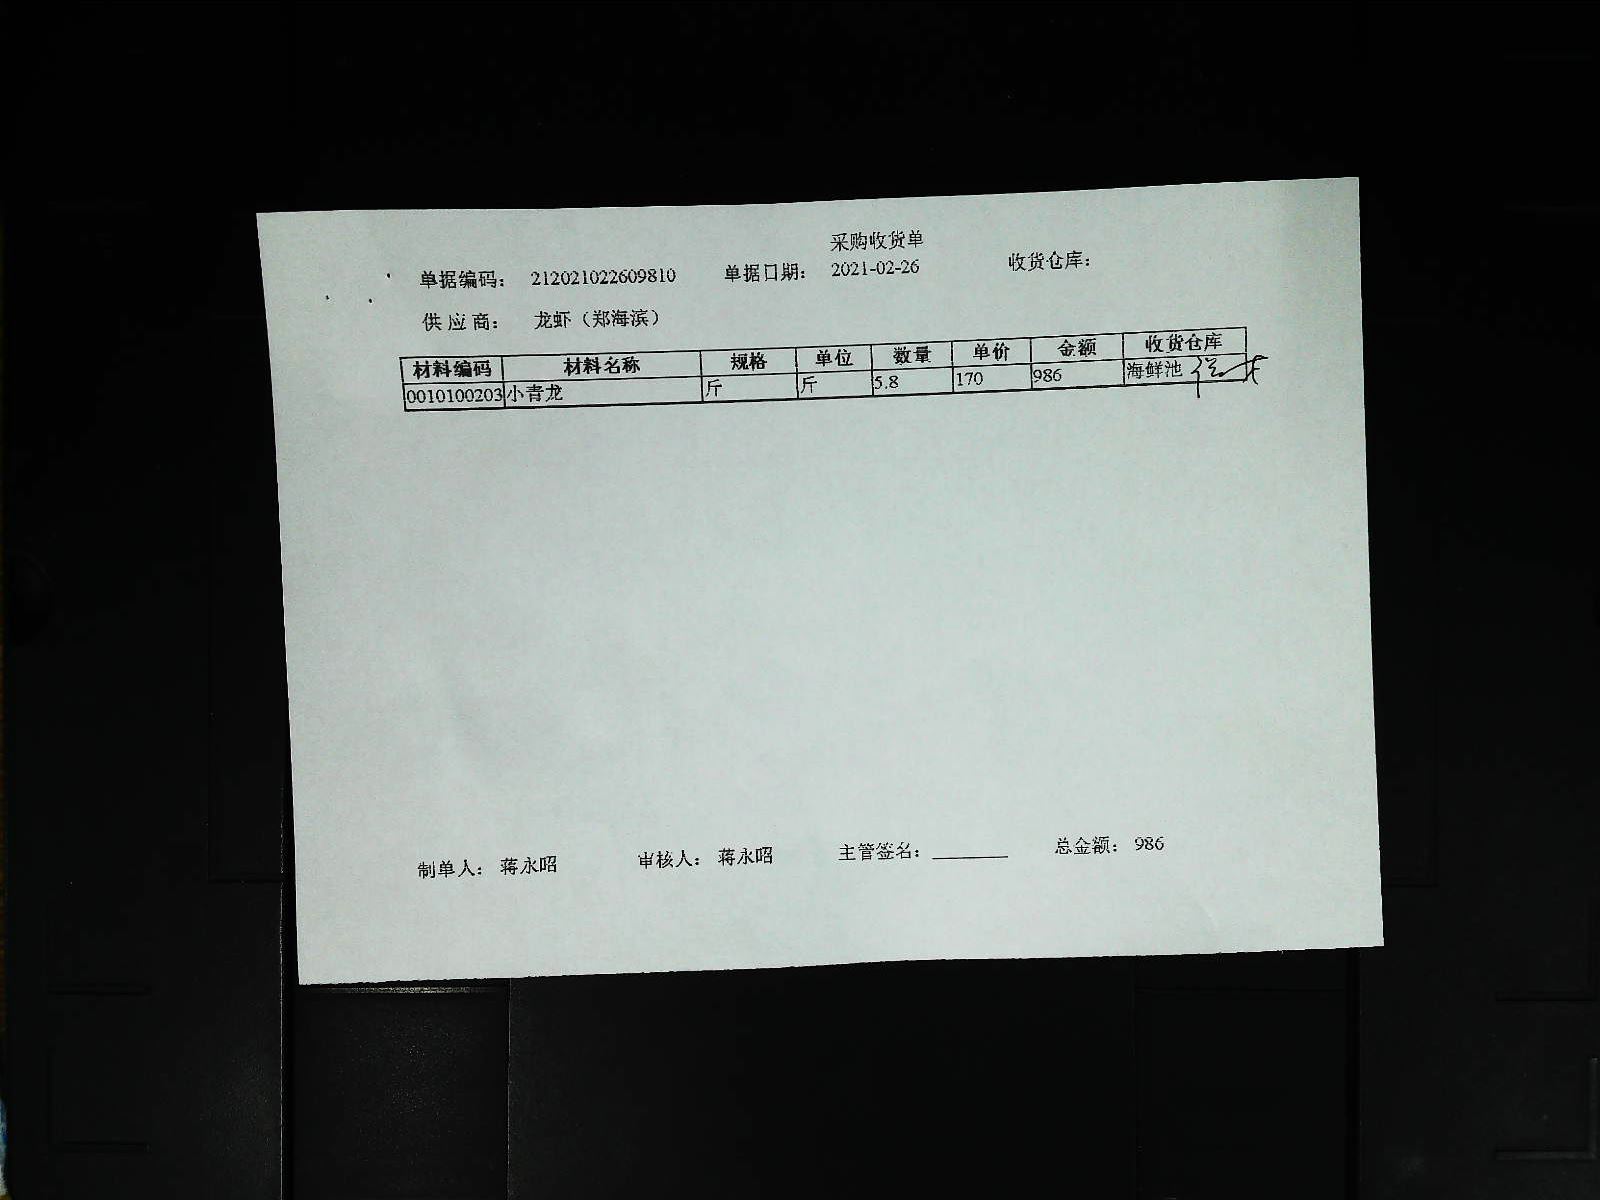 采购收货单
单据编码: 212021022609810 单据日期: 2021-02-26 收货仓库:
供应商: 龙虾（郑海滨）
材料编码 材料名称 规格 单位 数量 单价 金额 收货仓库
0010100203 小青龙 斤 斤 5.8 170 986 海鲜池
制单人: 蒋永昭 审核人: 蒋永昭 主管签名: ________ 总金额: 986